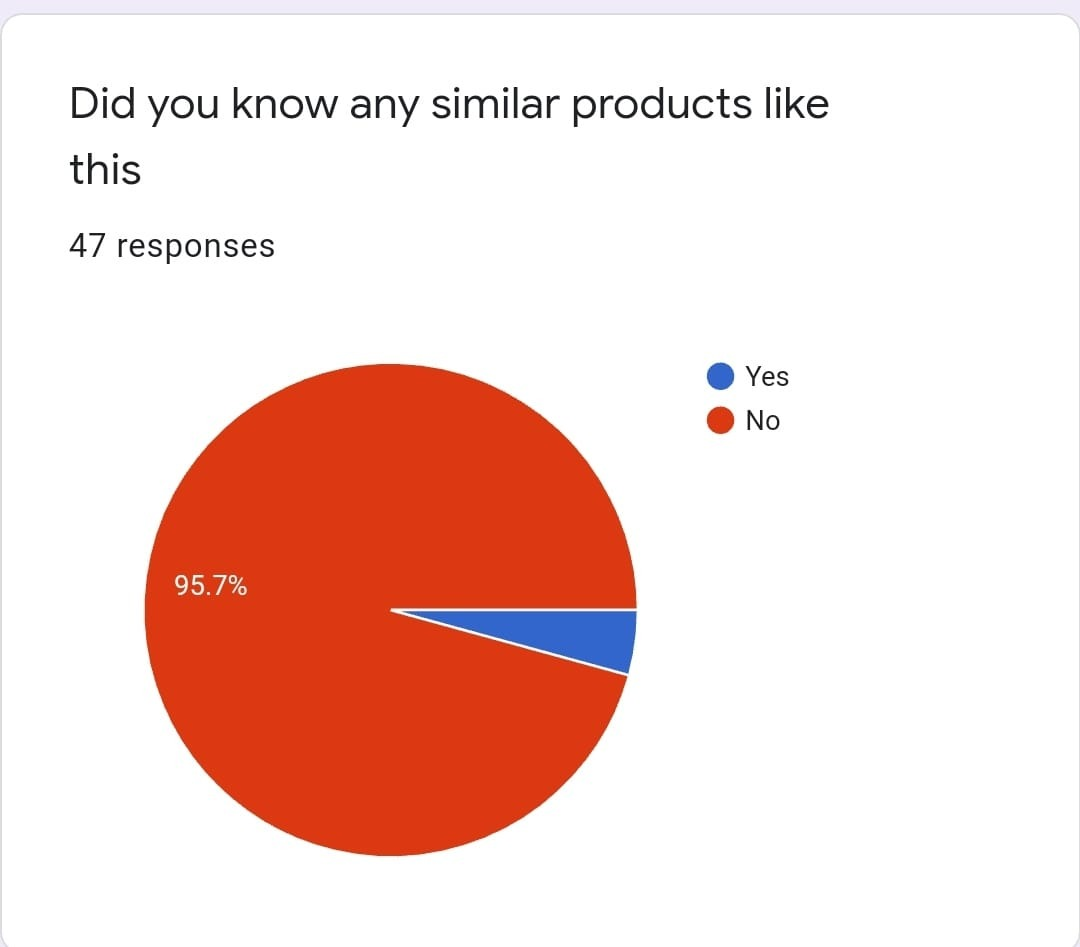 Did you know any similar products like
this
47 responses
Yes
No
95.7%